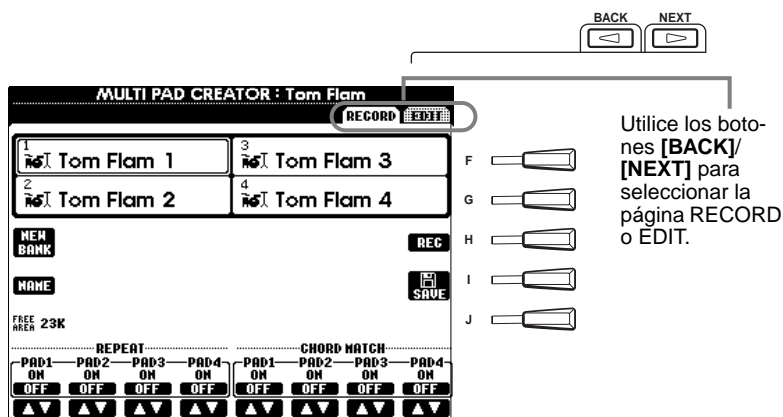 BACK NEXT
MULTI PAD CREATOR : Tom Flam
RECORD EDIT
1 Tom Flam 1
3 Tom Flam 3
2 Tom Flam 2
4 Tom Flam 4
NEW
BANK
REC
NAME
SAVE
FREE
AREA 23K
F
G
H
I
J
Utilice los boto-
nes [BACK]/
[NEXT] para
seleccionar la
página RECORD
o EDIT.
REPEAT CHORD MATCH
PAD1 PAD2 PAD3 PAD4 PAD1 PAD2 PAD3 PAD4
ON ON ON ON ON ON ON ON
OFF OFF OFF OFF OFF OFF OFF OFF